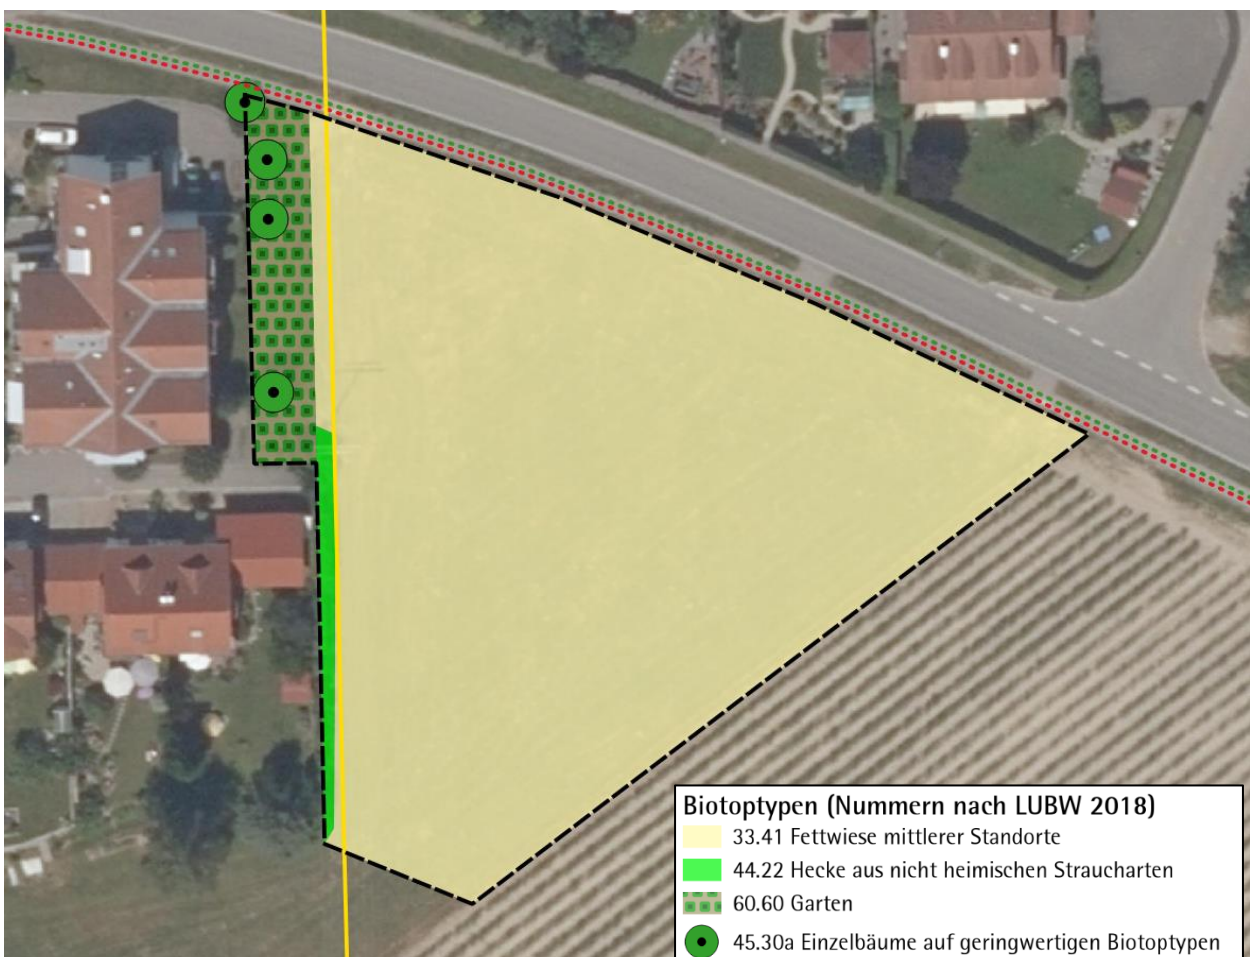 Biotoptypen (Nummern nach LUBW 2018)
33.41 Fettwiese mittlerer Standorte
44.22 Hecke aus nicht heimischen Straucharten
60.60 Garten
45.30a Einzelbäume auf geringwertigen Biotoptypen